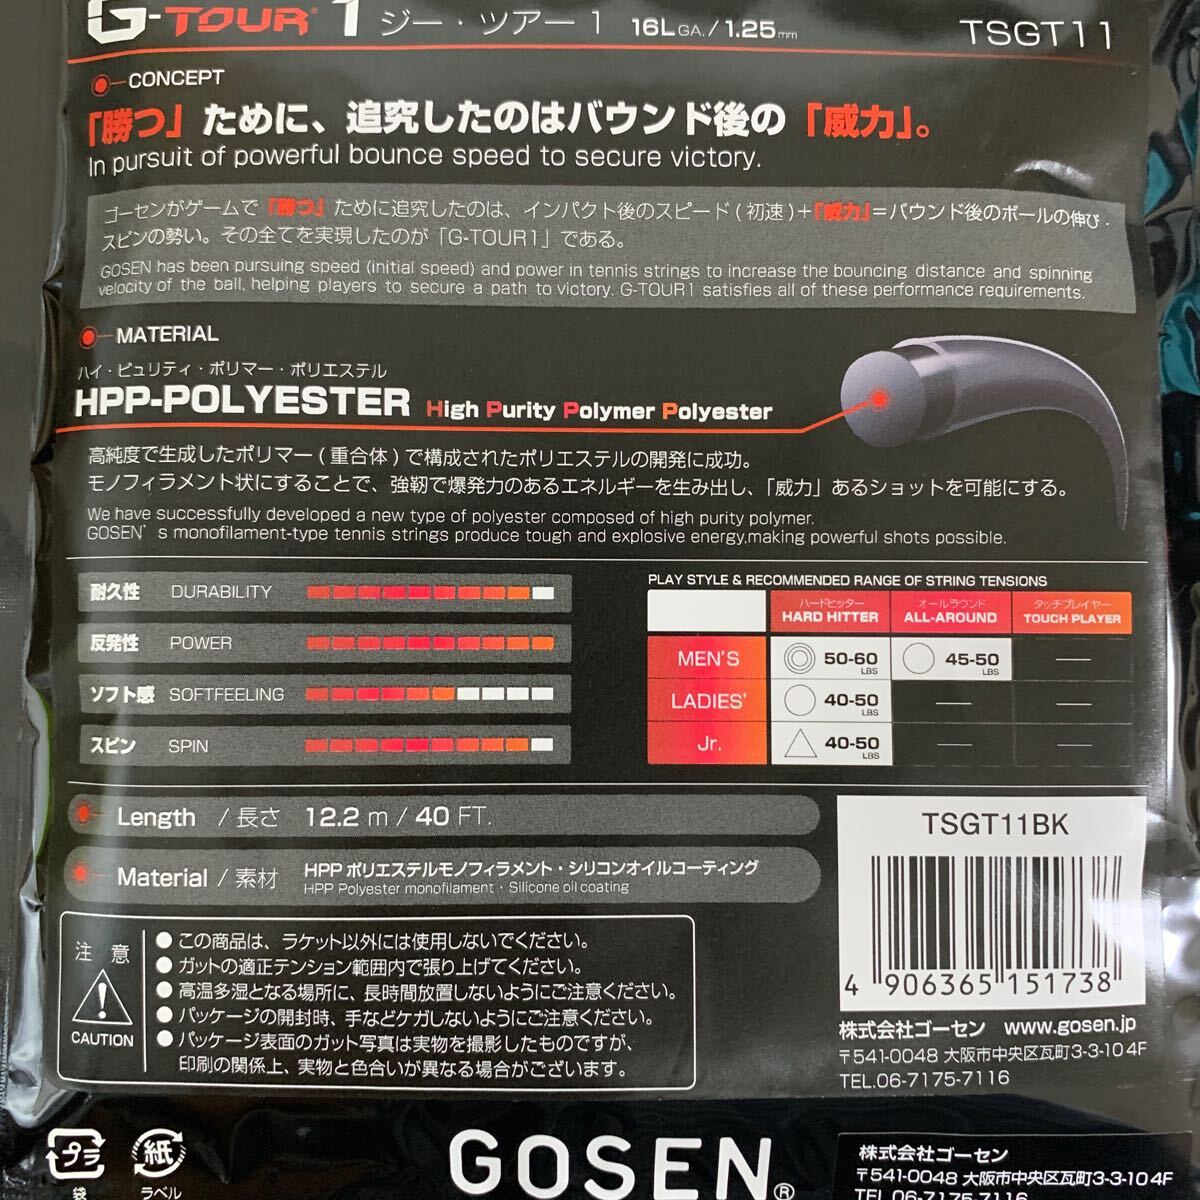 G-TOUR 1 ジー・ツアー 1 16L GA. / 1.25 mm TSGT11
CONCEPT
「勝つ」ために、追究したのはバウンド後の「威力」。
In pursuit of powerful bounce speed to secure victory.
ゴーセンがゲームで「勝つ」ために追究したのは、インパクト後のスピード(初速)+「威力」=バウンド後のボールの伸び・
スピンの勢い。その全てを実現したのが「G-TOUR1」である。
GOSEN has been pursuing speed (initial speed) and power in tennis strings to increase the bouncing distance and spinning
velocity of the ball, helping players to secure a path to victory. G-TOUR1 satisfies all of these performance requirements.
MATERIAL
ハイ・ピュリティ・ポリマー・ポリエステル
HPP-POLYESTER High Purity Polymer Polyester
高純度で生成したポリマー(重合体)で構成されたポリエステルの開発に成功。
モノフィラメント状にすることで、強靭で爆発力のあるエネルギーを生み出し、「威力」あるショットを可能にする。
We have successfully developed a new type of polyester composed of high purity polymer.
GOSEN's monofilament-type tennis strings produce tough and explosive energy,making powerful shots possible.
耐久性 DURABILITY
反発性 POWER
ソフト感 SOFTFEELING
スピン SPIN
PLAY STYLE & RECOMMENDED RANGE OF STRING TENSIONS
ハードヒッター オールラウンド タッチプレイヤー
HARD HITTER ALL-AROUND TOUCH PLAYER
MEN'S ◎ 50-60 LBS ○ 45-50 LBS —
LADIES' ○ 40-50 LBS — —
Jr. △ 40-50 LBS — —
Length / 長さ 12.2 m / 40 FT.
Material / 素材 HPP ポリエステルモノフィラメント・シリコンオイルコーティング
HPP Polyester monofilament・Silicone oil coating
注意
CAUTION
● この商品は、ラケット以外には使用しないでください。
● ガットの適正テンション範囲内で張り上げてください。
● 高温多湿となる場所に、長時間放置しないようにご注意ください。
● パッケージの開封時、手などケガしないようにご注意ください。
● パッケージ表面のガット写真は実物を撮影したものですが、
印刷の関係上、実物と色合いが異なる場合がございます。
TSGT11BK
4 906365 151738
株式会社ゴーセン www.gosen.jp
〒541-0048 大阪市中央区瓦町3-3-10 4F
TEL.06-7175-7116
プラ
袋
紙
ラベル
GOSEN®
株式会社ゴーセン
〒541-0048 大阪市中央区瓦町3-3-10 4F
TEL.06-7175-7116